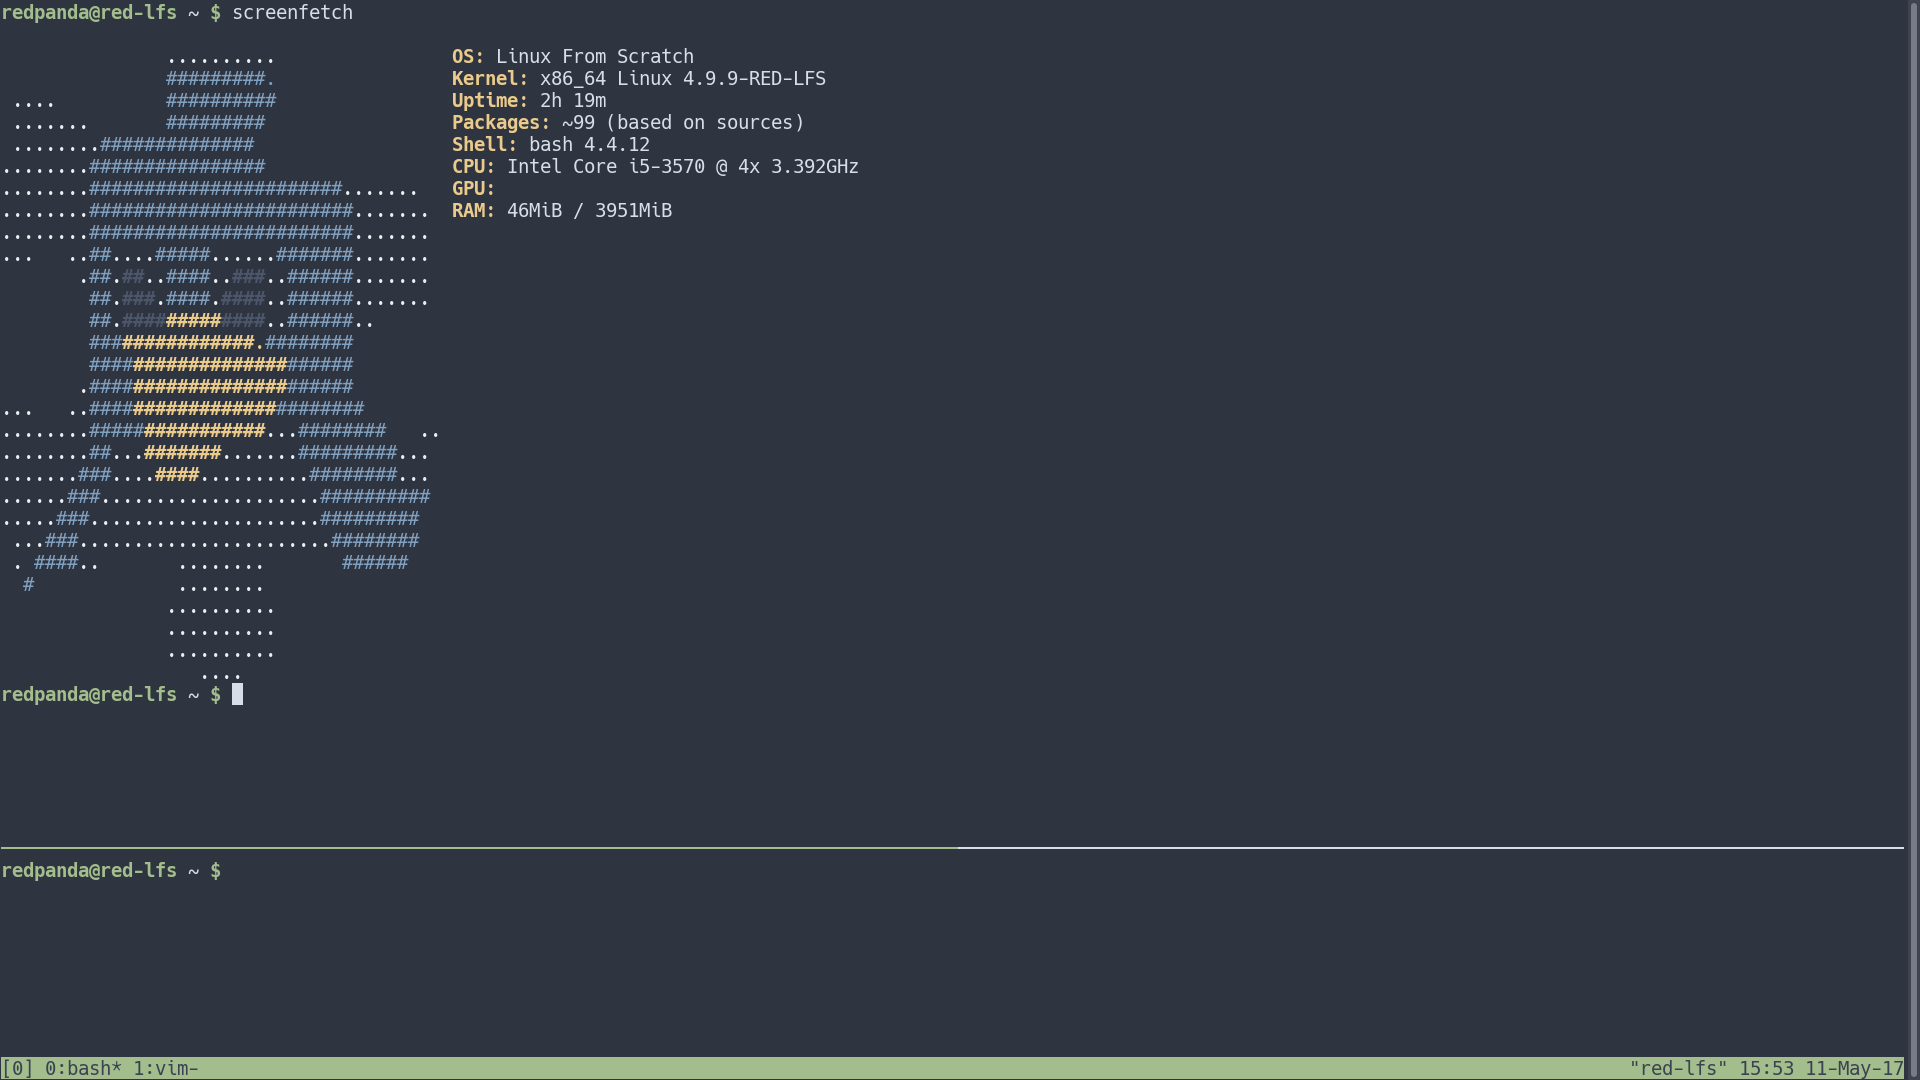 redpanda@red-lfs ~ $ screenfetch
OS: Linux From Scratch
Kernel: x86_64 Linux 4.9.9-RED-LFS
Uptime: 2h 19m
Packages: ~99 (based on sources)
Shell: bash 4.4.12
CPU: Intel Core i5-3570 @ 4x 3.392GHz
GPU:
RAM: 46MiB / 3951MiB
redpanda@red-lfs ~ $
redpanda@red-lfs ~ $
[0] 0:bash* 1:vim- "red-lfs" 15:53 11-May-17